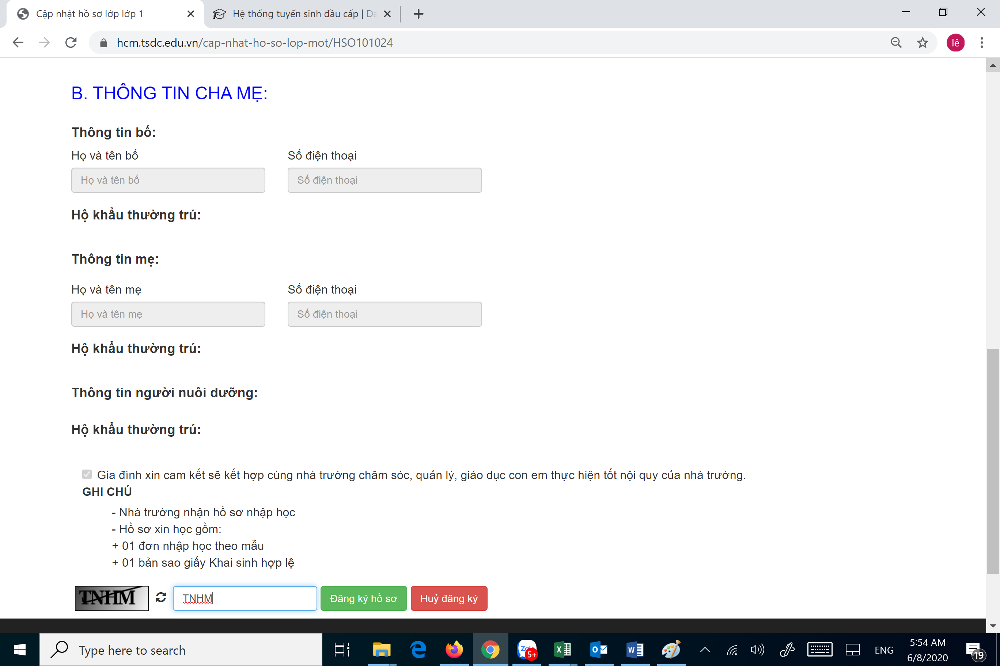 Cập nhật hồ sơ lớp lớp 1
Hệ thống tuyển sinh đầu cấp | Da
hcm.tsdc.edu.vn/cap-nhat-ho-so-lop-mot/HSO101024
lê
B. THÔNG TIN CHA MẸ:
Thông tin bố:
Họ và tên bố Số điện thoại
Họ và tên bố Số điện thoại
Hộ khẩu thường trú:
Thông tin mẹ:
Họ và tên mẹ Số điện thoại
Họ và tên mẹ Số điện thoại
Hộ khẩu thường trú:
Thông tin người nuôi dưỡng:
Hộ khẩu thường trú:
Gia đình xin cam kết sẽ kết hợp cùng nhà trường chăm sóc, quản lý, giáo dục con em thực hiện tốt nội quy của nhà trường.
GHI CHÚ
- Nhà trường nhận hồ sơ nhập học
- Hồ sơ xin học gồm:
+ 01 đơn nhập học theo mẫu
+ 01 bản sao giấy Khai sinh hợp lệ
TNHM TNHM Đăng ký hồ sơ Huỷ đăng ký
Type here to search
5+
ENG
5:54 AM
6/8/2020
19